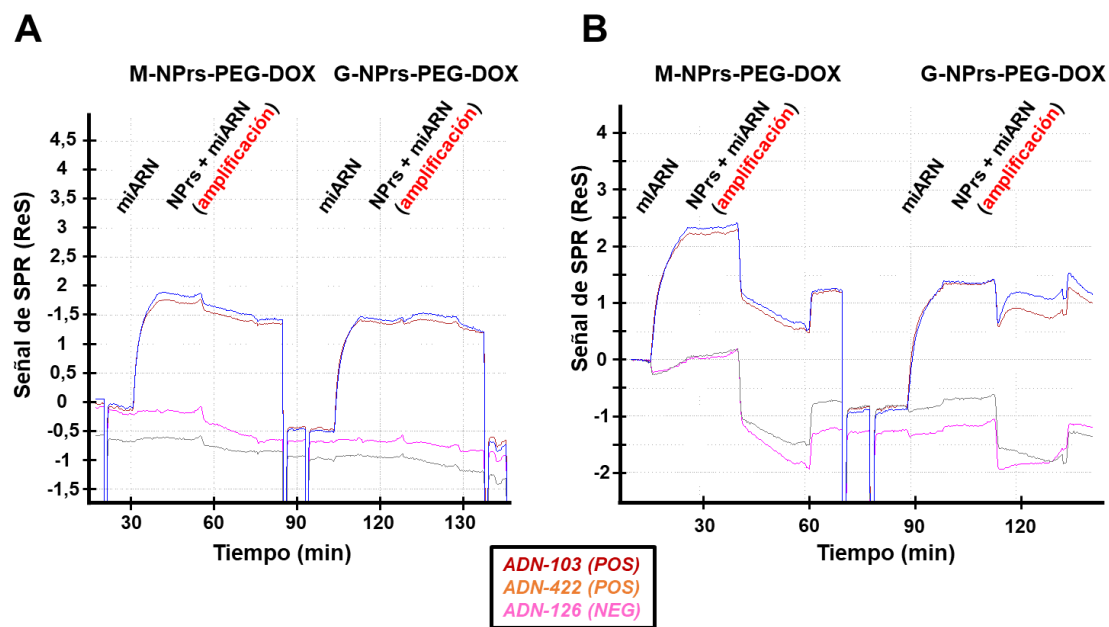 A
M-NPrs-PEG-DOX
G-NPrs-PEG-DOX
miARN
NPrs + miARN
(amplificación)
miARN
NPrs + miARN
(amplificación)
Señal de SPR (ReS)
4,5
4
3,5
3
2,5
2
-1,5
1
0,5
0
-0,5
-1
-1,5
30
60
90
120
130
Tiempo (min)
B
M-NPrs-PEG-DOX
G-NPrs-PEG-DOX
miARN
NPrs + miARN
(amplificación)
miARN
NPrs + miARN
(amplificación)
Señal de SPR (ReS)
4
3
2
1
0
-1
-2
30
60
90
120
Tiempo (min)
ADN-103 (POS)
ADN-422 (POS)
ADN-126 (NEG)